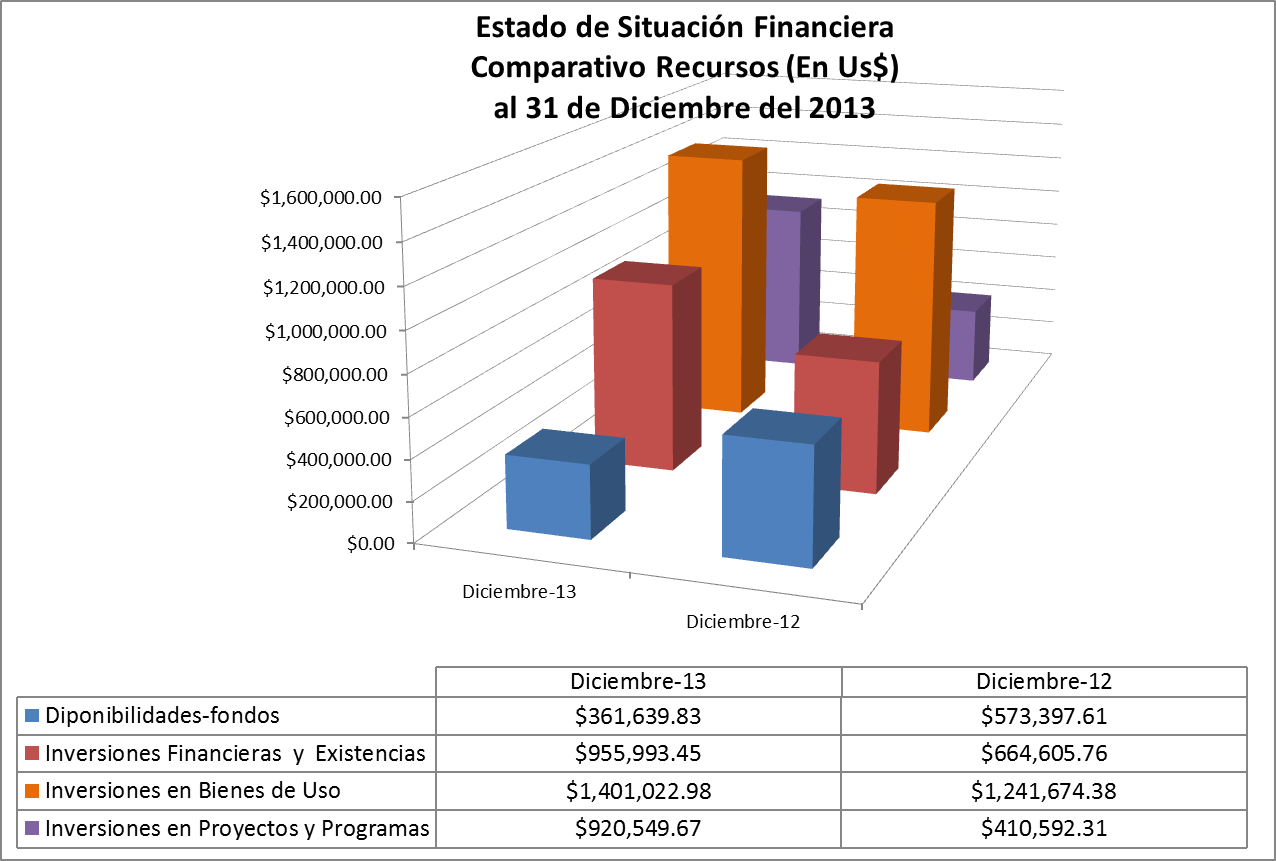 Estado de Situación Financiera
Comparativo Recursos (En Us$)
al 31 de Diciembre del 2013
$1,600,000.00
$1,400,000.00
$1,200,000.00
$1,000,000.00
$800,000.00
$600,000.00
$400,000.00
$200,000.00
$0.00
Diciembre-13
Diciembre-12
Diciembre-13 Diciembre-12
Diponibilidades-fondos $361,639.83 $573,397.61
Inversiones Financieras y Existencias $955,993.45 $664,605.76
Inversiones en Bienes de Uso $1,401,022.98 $1,241,674.38
Inversiones en Proyectos y Programas $920,549.67 $410,592.31